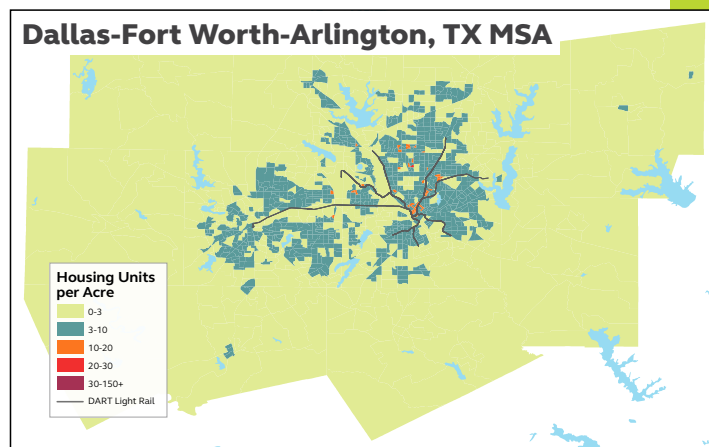 Dallas-Fort Worth-Arlington, TX MSA
Housing Units
per Acre
0-3
3-10
10-20
20-30
30-150+
DART Light Rail